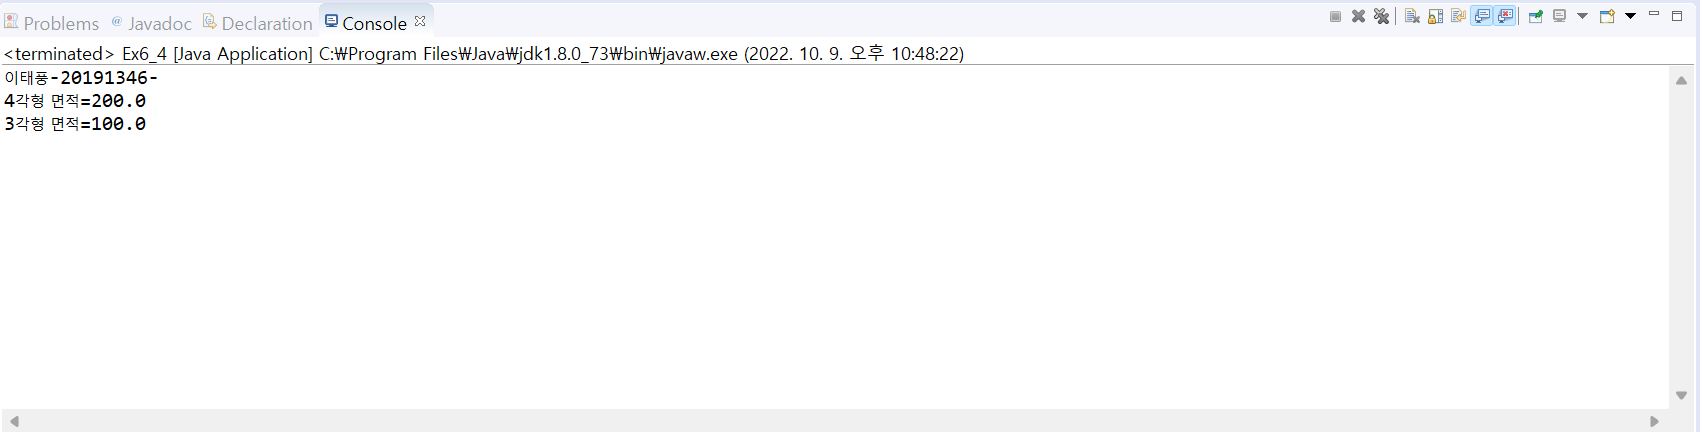 Problems @ Javadoc Declaration Console
<terminated> Ex6_4 [Java Application] C:₩Program Files₩Java₩jdk1.8.0_73₩bin₩javaw.exe (2022. 10. 9. 오후 10:48:22)
이태풍-20191346-
4각형 면적=200.0
3각형 면적=100.0